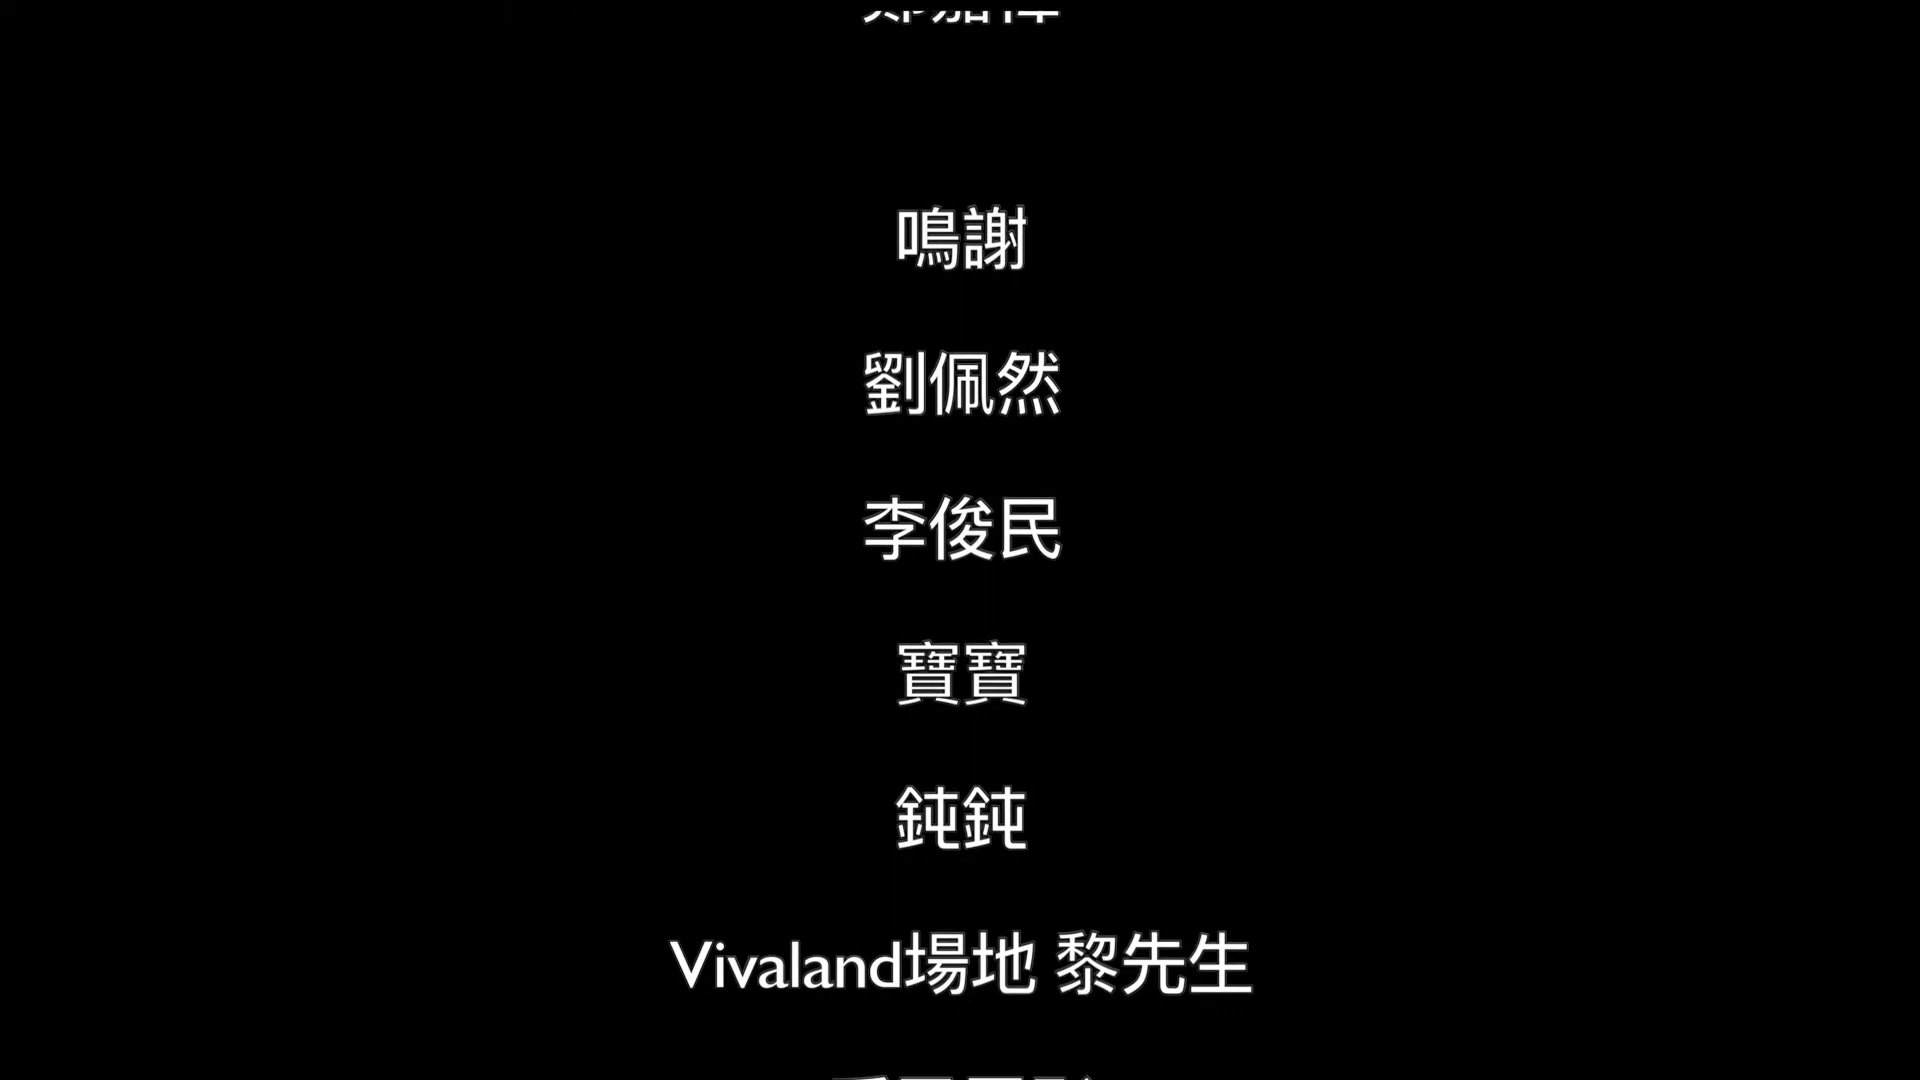 鳴謝
劉佩然
李俊民
寶寶
鈍鈍
Vivaland場地 黎先生